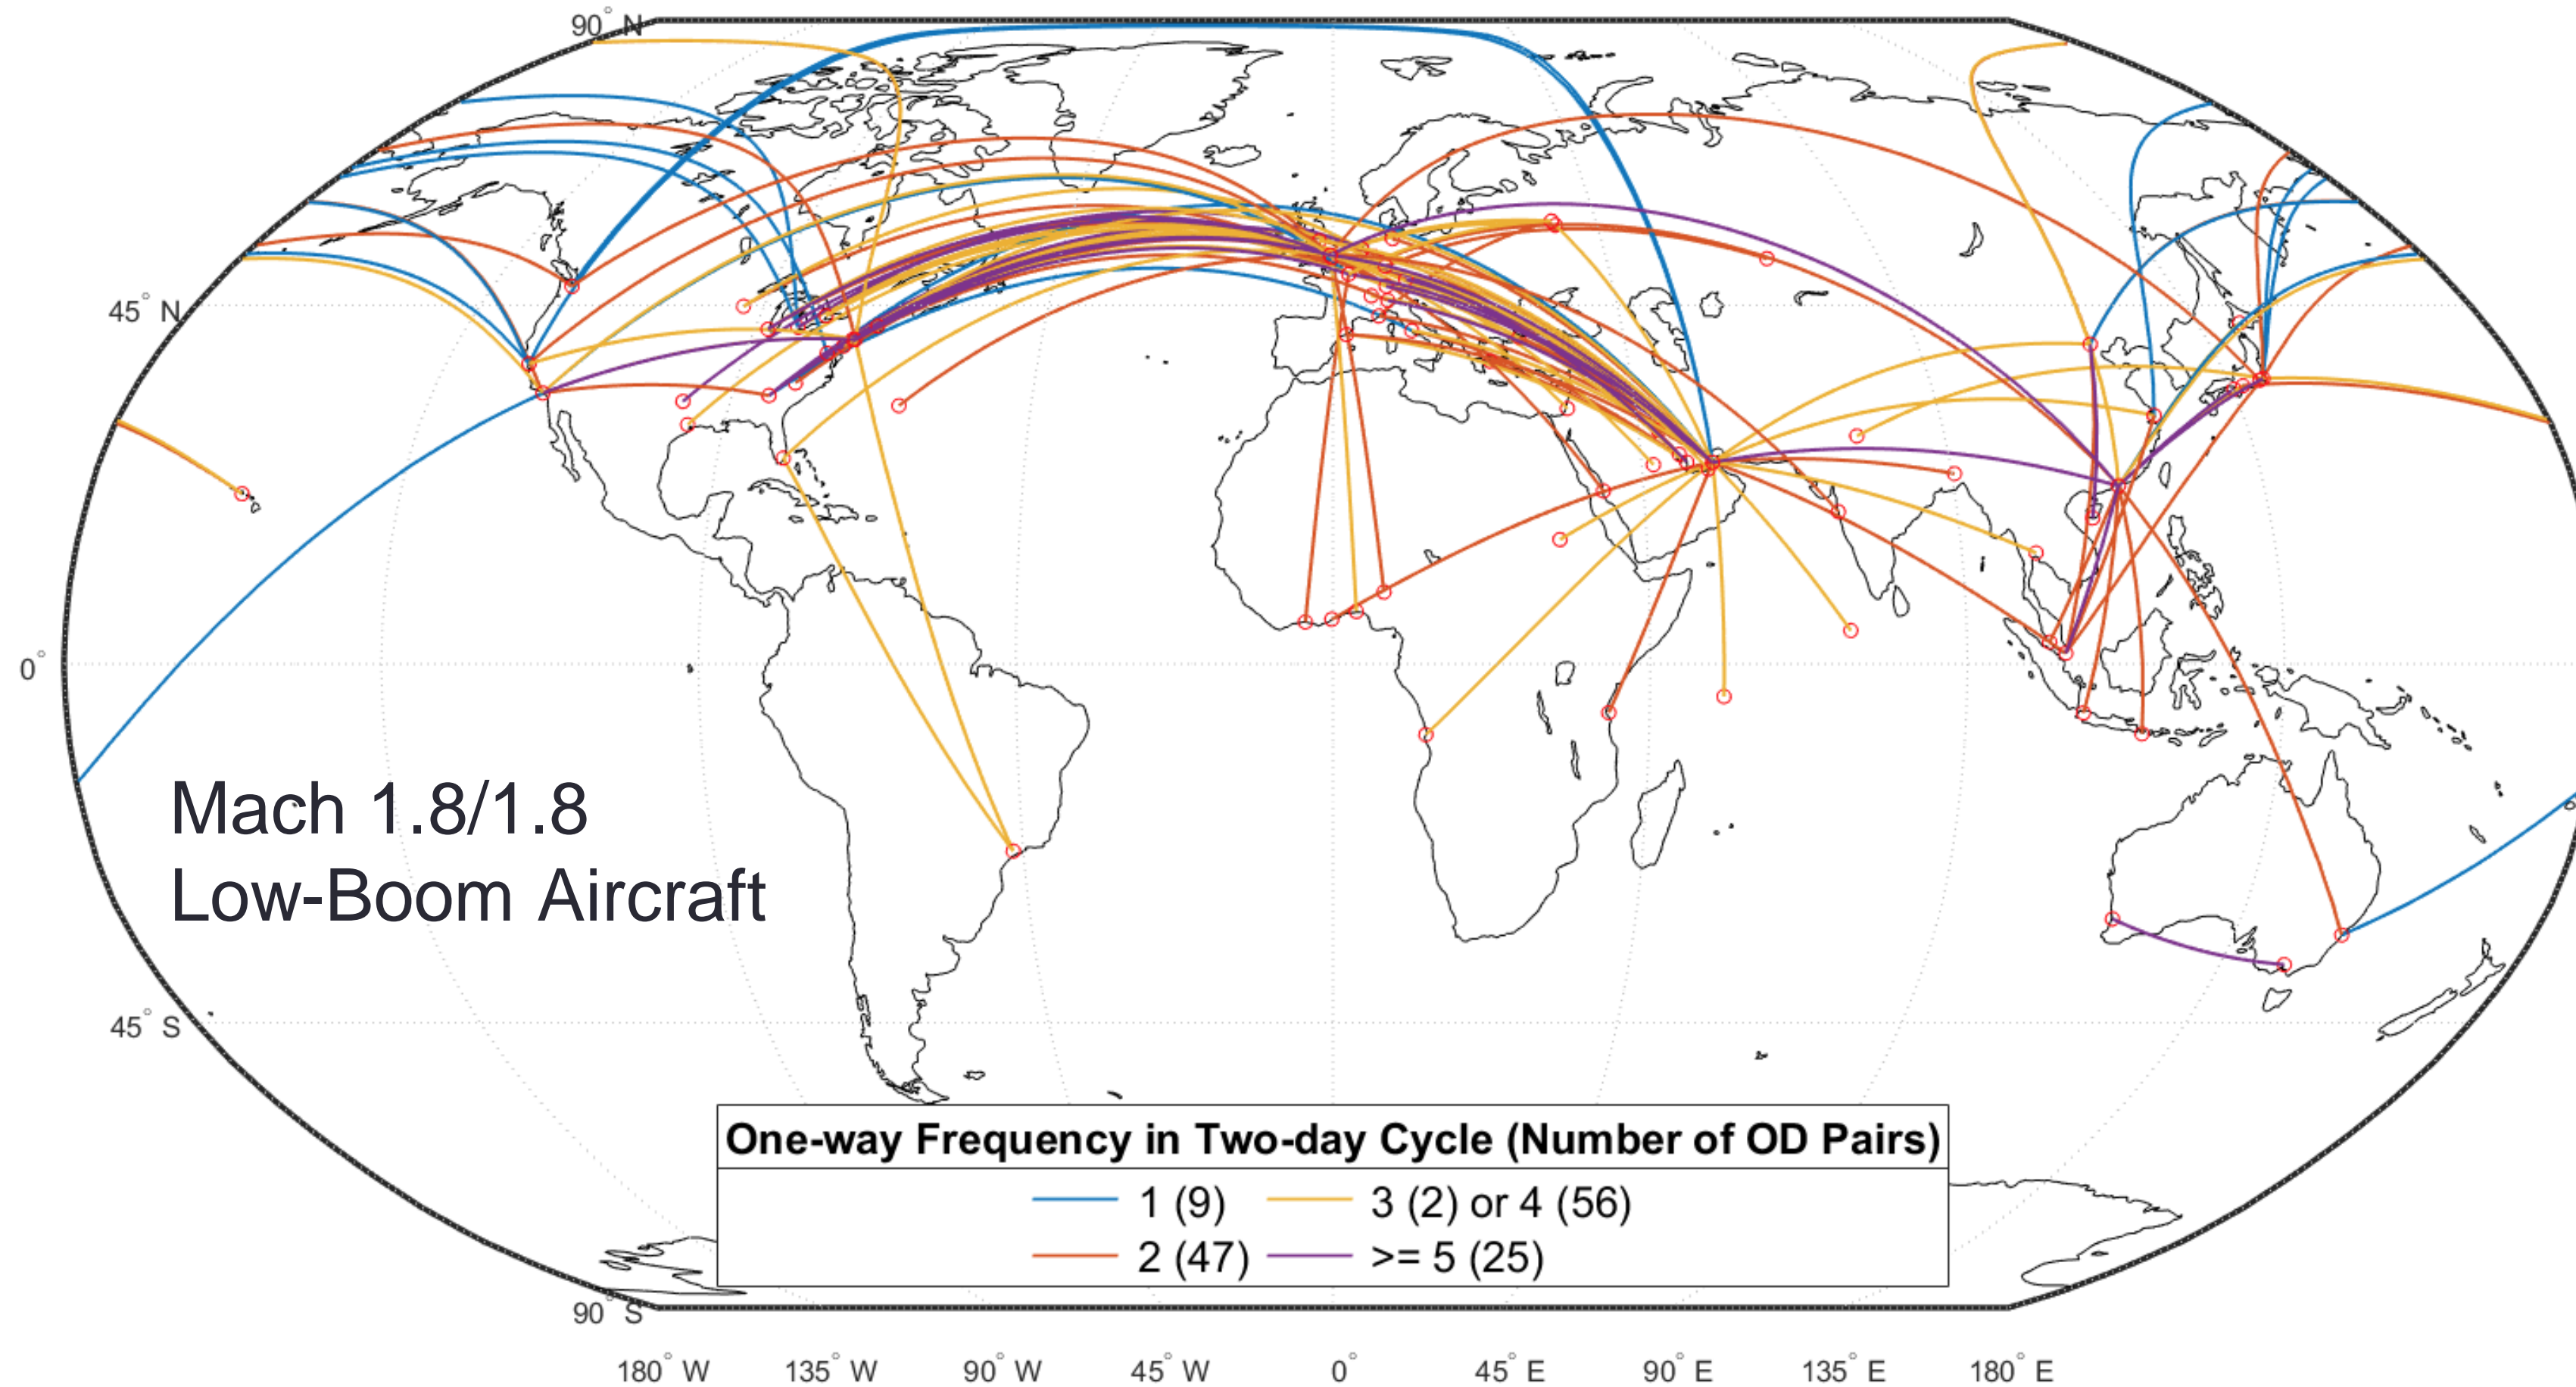 90° N
45° N
0°
Mach 1.8/1.8
Low-Boom Aircraft
45° S
One-way Frequency in Two-day Cycle (Number of OD Pairs)
1 (9) 3 (2) or 4 (56)
2 (47) >= 5 (25)
90° S
180° W 135° W 90° W 45° W 0° 45° E 90° E 135° E 180° E